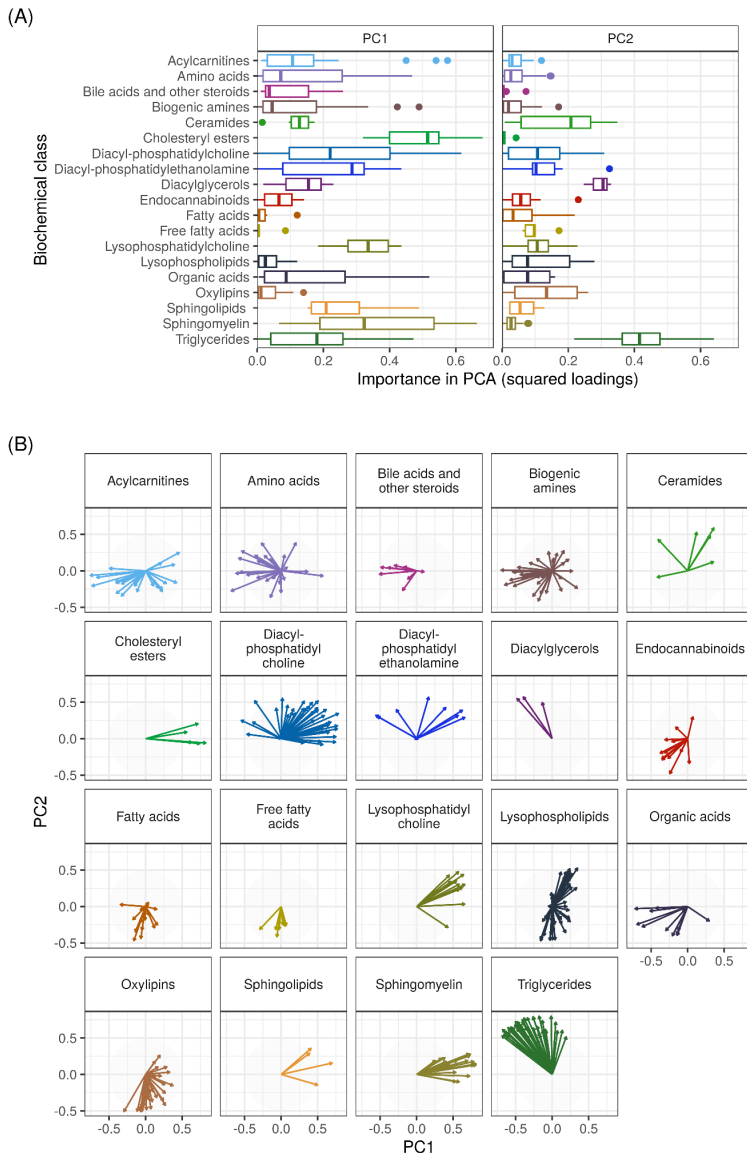 (A)
PC1 PC2
Biochemical class
Acylcarnitines
Amino acids
Bile acids and other steroids
Biogenic amines
Ceramides
Cholesteryl esters
Diacyl-phosphatidylcholine
Diacyl-phosphatidylethanolamine
Diacylglycerols
Endocannabinoids
Fatty acids
Free fatty acids
Lysophosphatidylcholine
Lysophospholipids
Organic acids
Oxylipins
Sphingolipids
Sphingomyelin
Triglycerides
0.0 0.2 0.4 0.6 0.0 0.2 0.4 0.6
Importance in PCA (squared loadings)
(B)
Acylcarnitines Amino acids Bile acids and other steroids Biogenic amines Ceramides
0.5
0.0
-0.5
Cholesteryl esters Diacyl-phosphatidyl choline Diacyl-phosphatidyl ethanolamine Diacylglycerols Endocannabinoids
0.5
0.0
-0.5
PC2
Fatty acids Free fatty acids Lysophosphatidyl choline Lysophospholipids Organic acids
0.5
0.0
-0.5
-0.5 0.0 0.5
Oxylipins Sphingolipids Sphingomyelin Triglycerides
0.5
0.0
-0.5
-0.5 0.0 0.5 -0.5 0.0 0.5 -0.5 0.0 0.5 -0.5 0.0 0.5
PC1